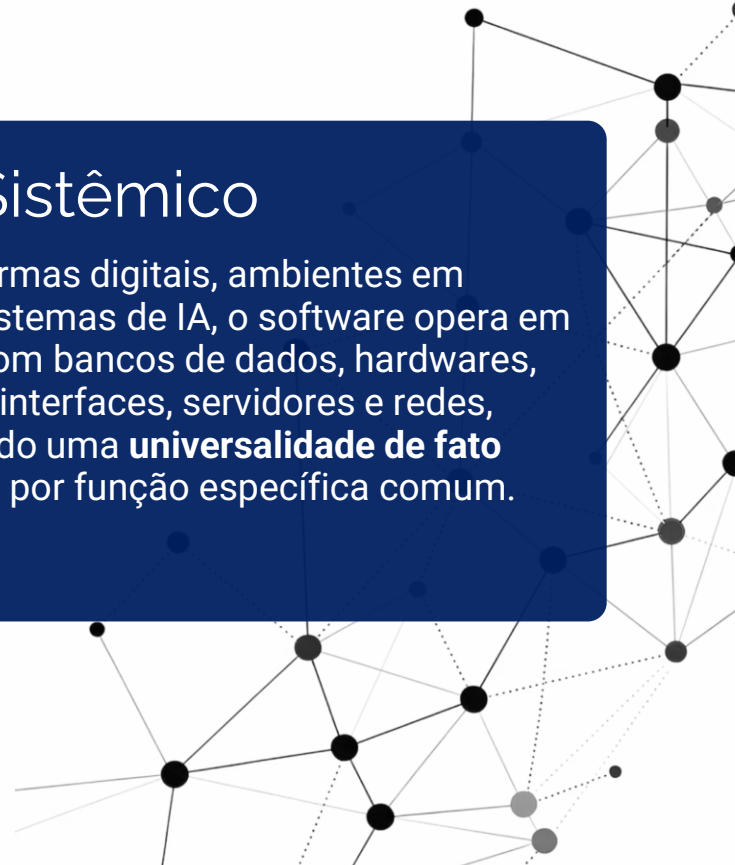 Sistêmico
rmas digitais, ambientes em
stemas de IA, o software opera em
om bancos de dados, hardwares,
interfaces, servidores e redes,
do uma universalidade de fato
por função específica comum.